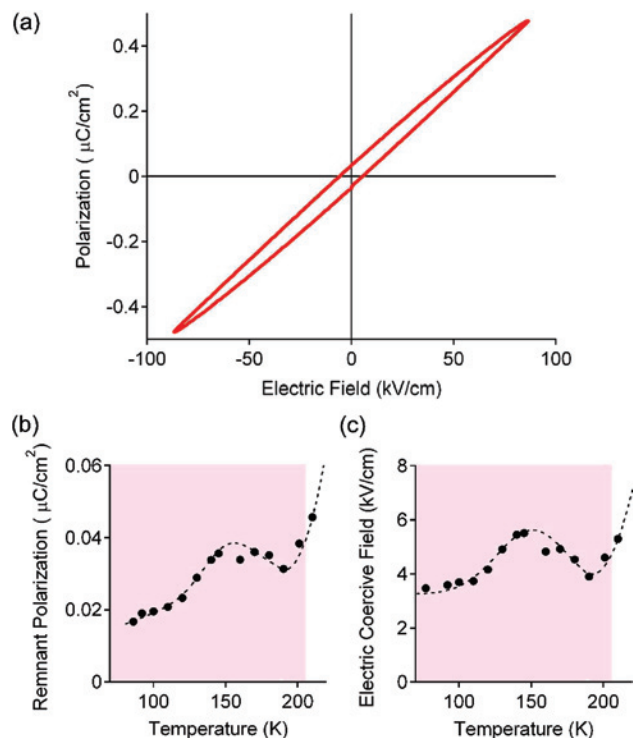 (a)
0.4
0.2
0
-0.2
-0.4
Polarization ( μC/cm²)
-100 -50 0 50 100
Electric Field (kV/cm)
(b)
0.06
0.04
0.02
0
Remnant Polarization ( μC/cm²)
100 150 200
Temperature (K)
(c)
8
6
4
2
0
Electric Coercive Field (kV/cm)
100 150 200
Temperature (K)